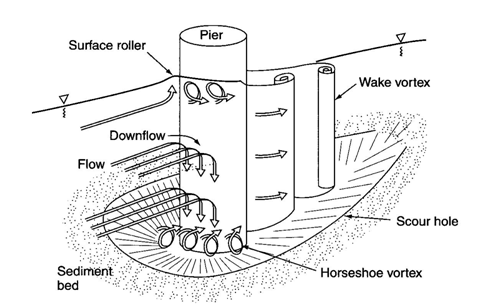 Pier
Surface roller
Wake vortex
Downflow
Flow
Scour hole
Sediment
bed
Horseshoe vortex